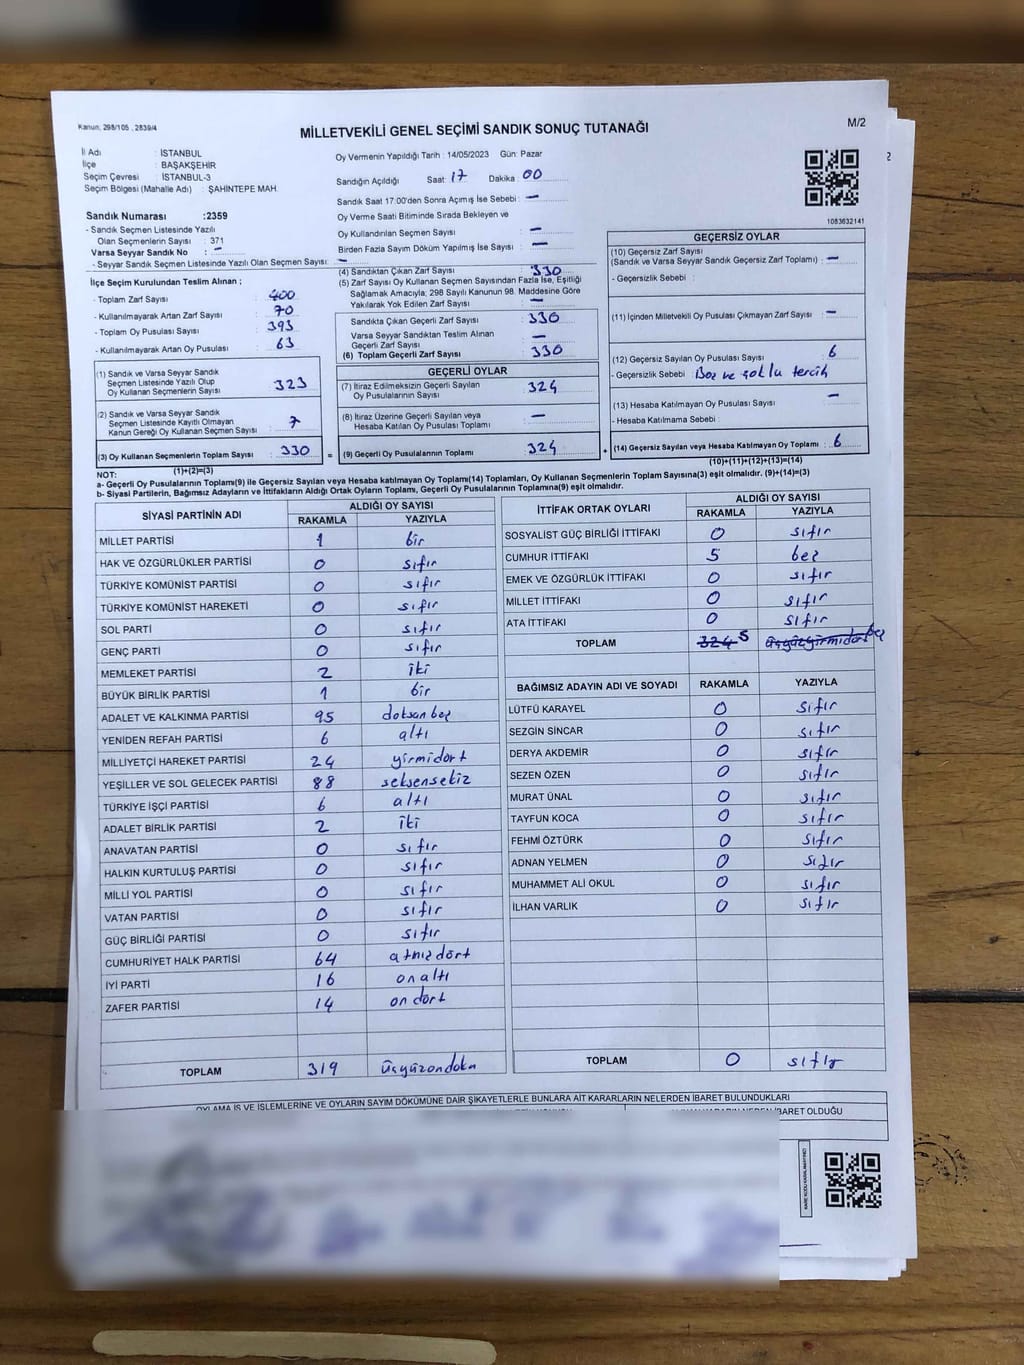 Kanun, 298/105 , 2839/4
MİLLETVEKİLİ GENEL SEÇİMİ SANDIK SONUÇ TUTANAĞI
M/2
2
İl Adı : İSTANBUL
İlçe : BAŞAKŞEHİR
Seçim Çevresi : İSTANBUL-3
Seçim Bölgesi (Mahalle Adı) : ŞAHİNTEPE MAH.
Sandık Numarası :2359
- Sandık Seçmen Listesinde Yazılı
Olan Seçmenlerin Sayısı : 371
Varsa Seyyar Sandık No : –
- Seyyar Sandık Seçmen Listesinde Yazılı Olan Seçmen Sayısı: –
İlçe Seçim Kurulundan Teslim Alınan ;
- Toplam Zarf Sayısı : 400
- Kullanılmayarak Artan Zarf Sayısı : 70
- Toplam Oy Pusulası Sayısı : 393
- Kullanılmayarak Artan Oy Pusulası : 63
Oy Vermenin Yapıldığı Tarih : 14/05/2023 Gün: Pazar
Sandığın Açıldığı Saat: 17 Dakika : 00
Sandık Saat 17:00'den Sonra Açımış İse Sebebi : –
Oy Verme Saati Bitiminde Sırada Bekleyen ve
Oy Kullandırılan Seçmen Sayısı : –
Birden Fazla Sayım Döküm Yapılmış İse Sayısı : –
(4) Sandıktan Çıkan Zarf Sayısı : 330
(5) Zarf Sayısı Oy Kullanan Seçmen Sayısından Fazla İse, Eşitliği
Sağlamak Amacıyla, 298 Sayılı Kanunun 98. Maddesine Göre
Yakılarak Yok Edilen Zarf Sayısı : –
Sandıkta Çıkan Geçerli Zarf Sayısı : 330
Varsa Seyyar Sandıktan Teslim Alınan
Geçerli Zarf Sayısı : –
(6) Toplam Geçerli Zarf Sayısı : 330
1083632141
GEÇERSİZ OYLAR
(10) Geçersiz Zarf Sayısı
(Sandık ve Varsa Seyyar Sandık Geçersiz Zarf Toplamı) : –
- Geçersizlik Sebebi :
(11) İçinden Milletvekili Oy Pusulası Çıkmayan Zarf Sayısı : –
(12) Geçersiz Sayılan Oy Pusulası Sayısı : 6
- Geçersizlik Sebebi : Boş ve çoklu tercih
(13) Hesaba Katılmayan Oy Pusulası Sayısı : –
- Hesaba Katılmama Sebebi :
(14) Geçersiz Sayılan veya Hesaba Katılmayan Oy Toplamı : 6
(10)+(11)+(12)+(13)=(14)
(1) Sandık ve Varsa Seyyar Sandık
Seçmen Listesinde Yazılı Olup
Oy Kullanan Seçmenlerin Sayısı : 323
(2) Sandık ve Varsa Seyyar Sandık
Seçmen Listesinde Kayıtlı Olmayan
Kanun Gereği Oy Kullanan Seçmen Sayısı : 7
(3) Oy Kullanan Seçmenlerin Toplam Sayısı : 330 =
(1)+(2)=(3)
GEÇERLİ OYLAR
(7) İtiraz Edilmeksizin Geçerli Sayılan
Oy Pusulalarının Sayısı : 324
(8) İtiraz Üzerine Geçerli Sayılan veya
Hesaba Katılan Oy Pusulası Toplamı : –
(9) Geçerli Oy Pusulalarının Toplamı : 324 +
NOT:
a- Geçerli Oy Pusulalarının Toplamı(9) ile Geçersiz Sayılan veya Hesaba katılmayan Oy Toplamı(14) Toplamları, Oy Kullanan Seçmenlerin Toplam Sayısına(3) eşit olmalıdır. (9)+(14)=(3)
b- Siyasi Partilerin, Bağımsız Adayların ve İttifakların Aldığı Ortak Oyların Toplamı, Geçerli Oy Pusulalarının Toplamına(9) eşit olmalıdır.
SİYASİ PARTİNİN ADI ALDIĞI OY SAYISI
RAKAMLA YAZIYLA
MİLLET PARTİSİ 1 bir
HAK VE ÖZGÜRLÜKLER PARTİSİ 0 sıfır
TÜRKİYE KOMÜNİST PARTİSİ 0 sıfır
TÜRKİYE KOMÜNİST HAREKETİ 0 sıfır
SOL PARTİ 0 sıfır
GENÇ PARTİ 0 sıfır
MEMLEKET PARTİSİ 2 iki
BÜYÜK BİRLİK PARTİSİ 1 bir
ADALET VE KALKINMA PARTİSİ 95 doksanbeş
YENİDEN REFAH PARTİSİ 6 altı
MİLLİYETÇİ HAREKET PARTİSİ 24 yirmidört
YEŞİLLER VE SOL GELECEK PARTİSİ 88 seksensekiz
TÜRKİYE İŞÇİ PARTİSİ 6 altı
ADALET BİRLİK PARTİSİ 2 iki
ANAVATAN PARTİSİ 0 sıfır
HALKIN KURTULUŞ PARTİSİ 0 sıfır
MİLLİ YOL PARTİSİ 0 sıfır
VATAN PARTİSİ 0 sıfır
GÜÇ BİRLİĞİ PARTİSİ 0 sıfır
CUMHURİYET HALK PARTİSİ 64 atmışdört
İYİ PARTİ 16 onaltı
ZAFER PARTİSİ 14 ondört
TOPLAM 319 üçyüzondoku
İTTİFAK ORTAK OYLARI ALDIĞI OY SAYISI
RAKAMLA YAZIYLA
SOSYALİST GÜÇ BİRLİĞİ İTTİFAKI 0 sıfır
CUMHUR İTTİFAKI 5 beş
EMEK VE ÖZGÜRLÜK İTTİFAKI 0 sıfır
MİLLET İTTİFAKI 0 sıfır
ATA İTTİFAKI 0 sıfır
TOPLAM 324 5 üçyüzyirmidört beş
BAĞIMSIZ ADAYIN ADI VE SOYADI RAKAMLA YAZIYLA
LÜTFÜ KARAYEL 0 sıfır
SEZGİN SİNCAR 0 sıfır
DERYA AKDEMİR 0 sıfır
SEZEN ÖZEN 0 sıfır
MURAT ÜNAL 0 sıfır
TAYFUN KOCA 0 sıfır
FEHMİ ÖZTÜRK 0 sıfır
ADNAN YELMEN 0 sıfır
MUHAMMET ALİ OKUL 0 sıfır
İLHAN VARLIK 0 sıfır
TOPLAM 0 sıfır
OYLAMA İŞ VE İŞLEMLERİNE VE OYLARIN SAYIM DÖKÜMÜNE DAİR ŞİKAYETLERLE BUNLARA AİT KARARLARIN NELERDEN İBARET BULUNDUKLARI
İBARET OLDUĞU